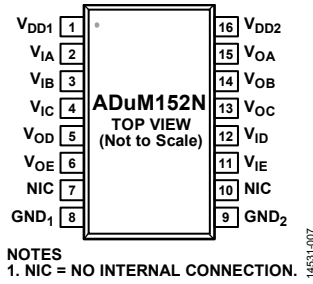 VDD1 1 16 VDD2
VIA 2 15 VOA
VIB 3 14 VOB
VIC 4 ADuM152N 13 VOC
TOP VIEW
VOD 5 (Not to Scale) 12 VID
VOE 6 11 VIE
NIC 7 10 NIC
GND1 8 9 GND2
NOTES
1. NIC = NO INTERNAL CONNECTION.
14531-007